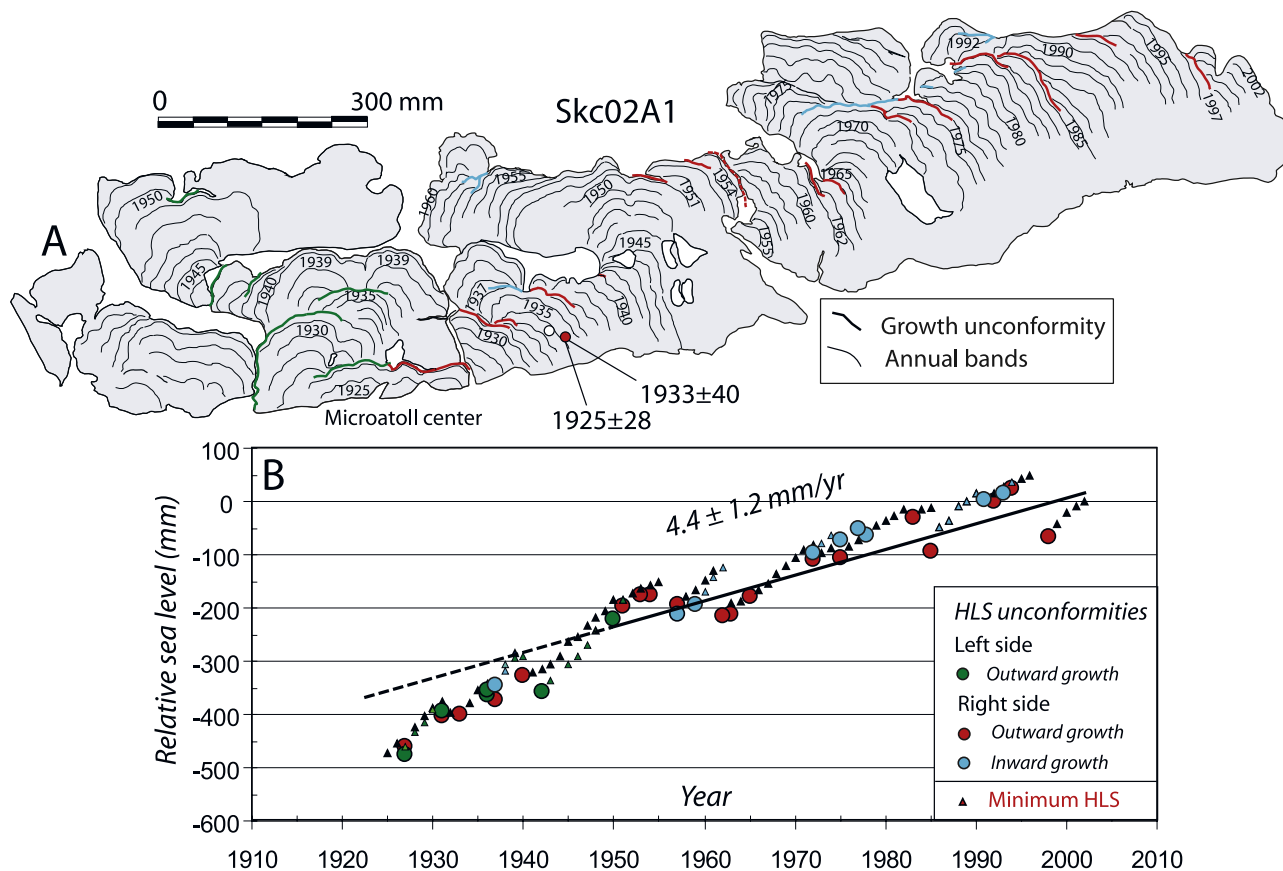 0 300 mm
Skc02A1
A
1992
1990
1995
2002
1997
1975
1970
1975
1980
1985
1965
1960
1962
1955
1954
1951
1950
1955
1960
1945
1950
1945
1940
1939
1939
1935
1930
1925
1937
1935
1930
1940
Growth unconformity
Annual bands
1933±40
1925±28
Microatoll center
B
4.4 ± 1.2 mm/yr
Relative sea level (mm)
100
0
-100
-200
-300
-400
-500
-600
HLS unconformities
Left side
Outward growth
Right side
Outward growth
Inward growth
Minimum HLS
Year
1910 1920 1930 1940 1950 1960 1970 1980 1990 2000 2010